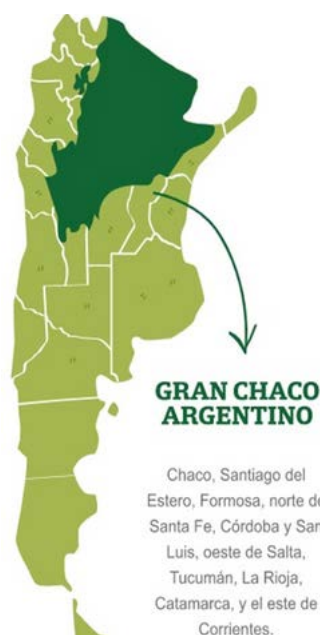 GRAN CHACO
ARGENTINO
Chaco, Santiago del
Estero, Formosa, norte de
Santa Fe, Córdoba y San
Luis, oeste de Salta,
Tucumán, La Rioja,
Catamarca, y el este de
Corrientes.